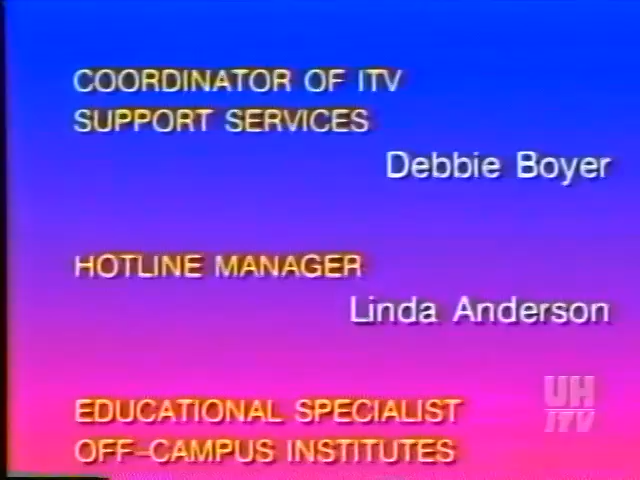 COORDINATOR OF ITV
SUPPORT SERVICES
Debbie Boyer
HOTLINE MANAGER
Linda Anderson
EDUCATIONAL SPECIALIST
OFF-CAMPUS INSTITUTES
UH
ITV